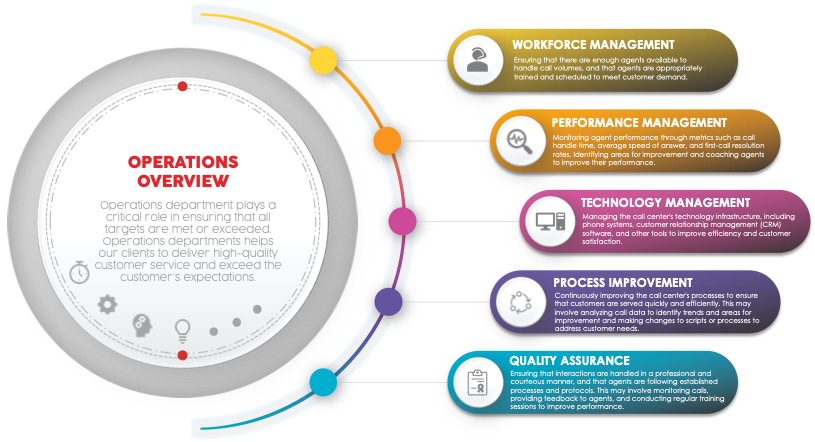 OPERATIONS
OVERVIEW
Operations department plays a
critical role in ensuring that all
targets are met or exceeded.
Operations departments helps
our clients to deliver high-quality
customer service and exceed the
customer's expectations.
WORKFORCE MANAGEMENT
Ensuring that there are enough agents available to
handle call volumes, and that agents are appropriately
trained and scheduled to meet customer demand.
PERFORMANCE MANAGEMENT
Monitoring agent performance through metrics such as call
handle time, average speed of answer, and first-call resolution
rates, identifying areas for improvement and coaching agents
to improve their performance.
TECHNOLOGY MANAGEMENT
Managing the call center's technology infrastructure, including
phone systems, customer relationship management (CRM)
software, and other tools to improve efficiency and customer
satisfaction.
PROCESS IMPROVEMENT
Continuously improving the call center's processes to ensure
that customers are served quickly and efficiently. This may
involve analyzing call data to identify trends and areas for
improvement and making changes to scripts or processes to
address customer needs.
QUALITY ASSURANCE
Ensuring that interactions are handled in a professional and
courteous manner, and that agents are following established
processes and protocols. This may involve monitoring calls,
providing feedback to agents, and conducting regular training
sessions to improve performance.